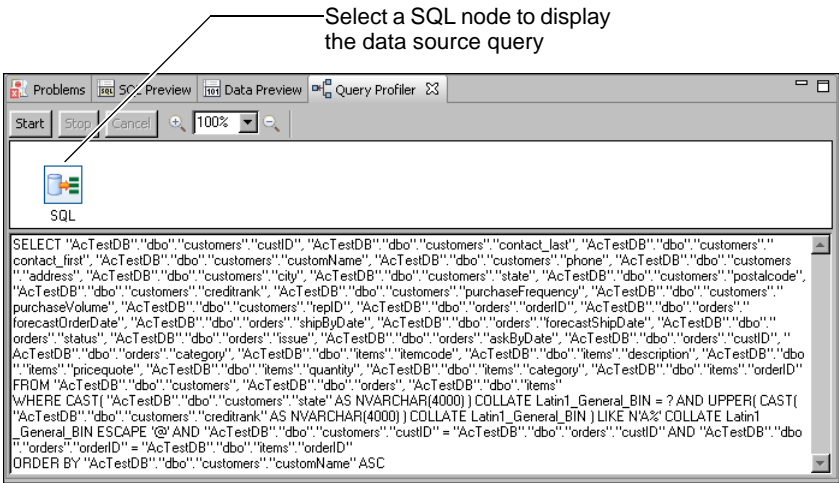 Select a SQL node to display
the data source query
Problems SQL Preview Data Preview Query Profiler
Start Stop Cancel 100%
SQL
SELECT "AcTestDB"."dbo"."customers"."custID", "AcTestDB"."dbo"."customers"."contact_last", "AcTestDB"."dbo"."customers"."
contact_first", "AcTestDB"."dbo"."customers"."customName", "AcTestDB"."dbo"."customers"."phone", "AcTestDB"."dbo"."customers
"."address", "AcTestDB"."dbo"."customers"."city", "AcTestDB"."dbo"."customers"."state", "AcTestDB"."dbo"."customers"."postalcode",
"AcTestDB"."dbo"."customers"."creditrank", "AcTestDB"."dbo"."customers"."purchaseFrequency", "AcTestDB"."dbo"."customers"."
purchaseVolume", "AcTestDB"."dbo"."customers"."repID", "AcTestDB"."dbo"."orders"."orderID", "AcTestDB"."dbo"."orders"."
forecastOrderDate", "AcTestDB"."dbo"."orders"."shipByDate", "AcTestDB"."dbo"."orders"."forecastShipDate", "AcTestDB"."dbo"."
orders"."status", "AcTestDB"."dbo"."orders"."issue", "AcTestDB"."dbo"."orders"."askByDate", "AcTestDB"."dbo"."orders"."custID", "
AcTestDB"."dbo"."orders"."category", "AcTestDB"."dbo"."items"."itemcode", "AcTestDB"."dbo"."items"."description", "AcTestDB"."dbo
"."items"."pricequote", "AcTestDB"."dbo"."items"."quantity", "AcTestDB"."dbo"."items"."category", "AcTestDB"."dbo"."items"."orderID"
FROM "AcTestDB"."dbo"."customers", "AcTestDB"."dbo"."orders", "AcTestDB"."dbo"."items"
WHERE CAST( "AcTestDB"."dbo"."customers"."state" AS NVARCHAR(4000) ) COLLATE Latin1_General_BIN = ? AND UPPER( CAST(
"AcTestDB"."dbo"."customers"."creditrank" AS NVARCHAR(4000) ) COLLATE Latin1_General_BIN ) LIKE N'A%' COLLATE Latin1
_General_BIN ESCAPE '@' AND "AcTestDB"."dbo"."customers"."custID" = "AcTestDB"."dbo"."orders"."custID" AND "AcTestDB"."dbo
"."orders"."orderID" = "AcTestDB"."dbo"."items"."orderID"
ORDER BY "AcTestDB"."dbo"."customers"."customName" ASC